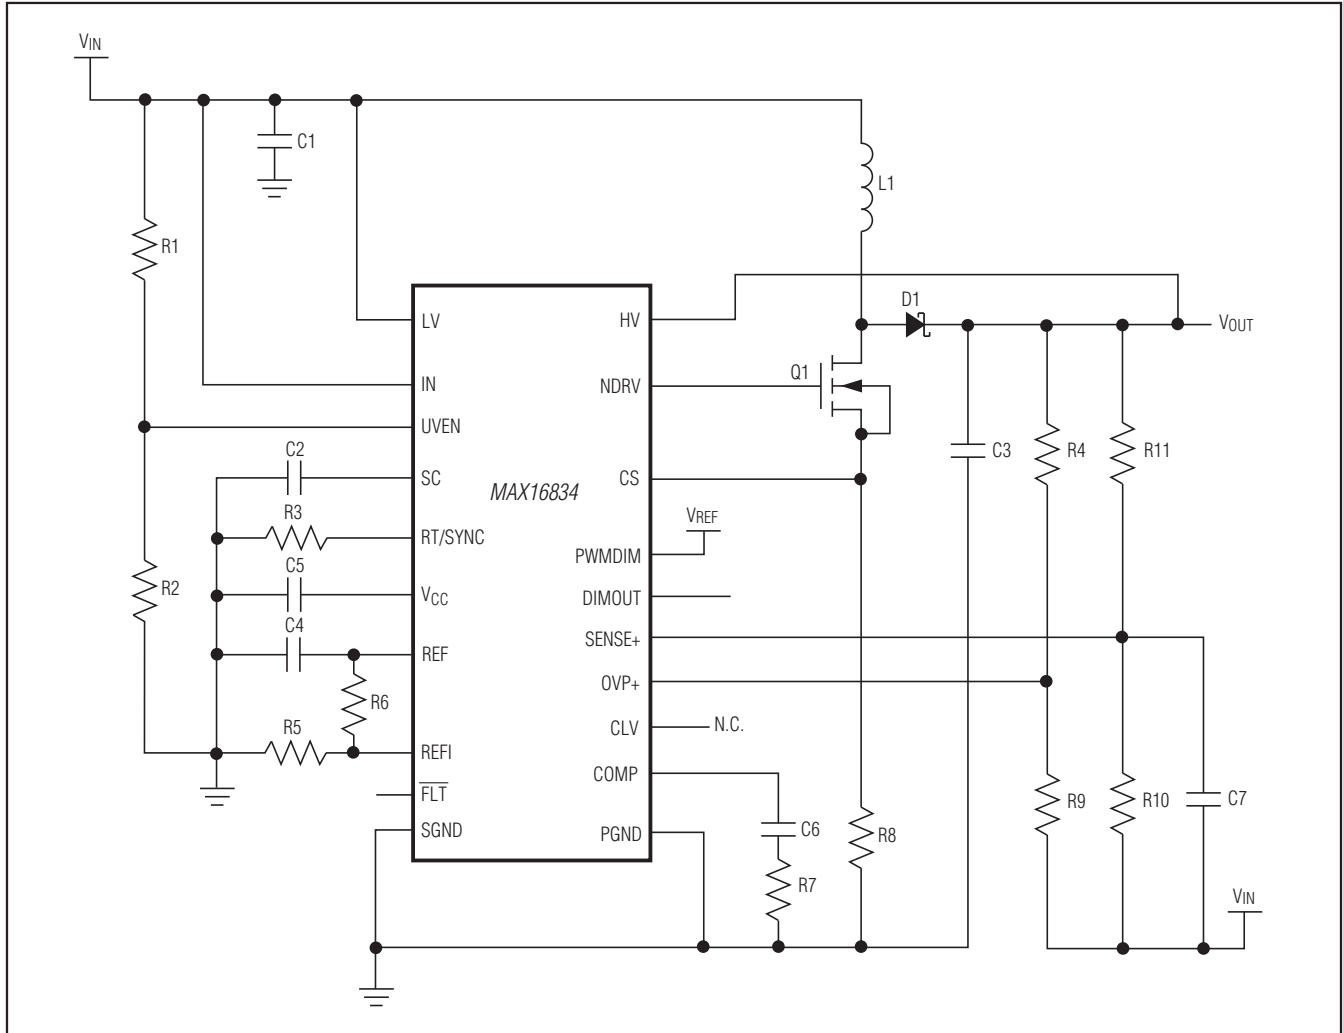 VIN
C1
L1
R1
D1
LV
HV
VOUT
Q1
IN
NDRV
UVEN
C2
C3
R4
R11
SC
CS
MAX16834
R3
VREF
RT/SYNC
PWMDIM
C5
R2
VCC
DIMOUT
C4
REF
SENSE+
R6
OVP+
R5
CLV
N.C.
REFI
COMP
FLT
R9
R10
C7
SGND
PGND
C6
R8
R7
VIN